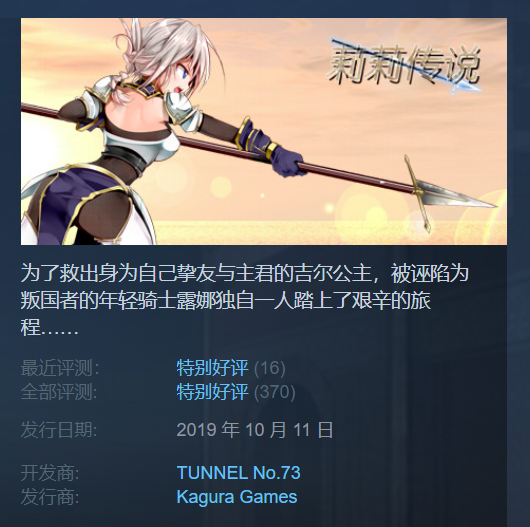 莉莉传说
为了救出身为自己挚友与主君的吉尔公主，被诬陷为
叛国者的年轻骑士露娜独自一人踏上了艰辛的旅
程……
最近评测： 特别好评 (16)
全部评测: 特别好评 (370)
发行日期: 2019 年 10 月 11 日
开发商: TUNNEL No.73
发行商: Kagura Games